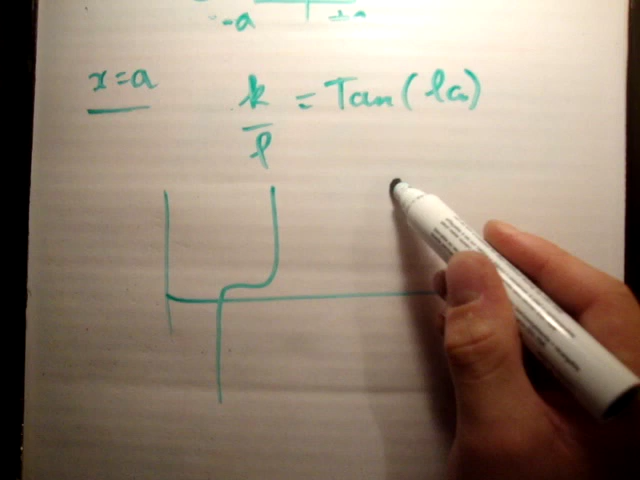 -a +a
x=a
k/l = Tan(la)